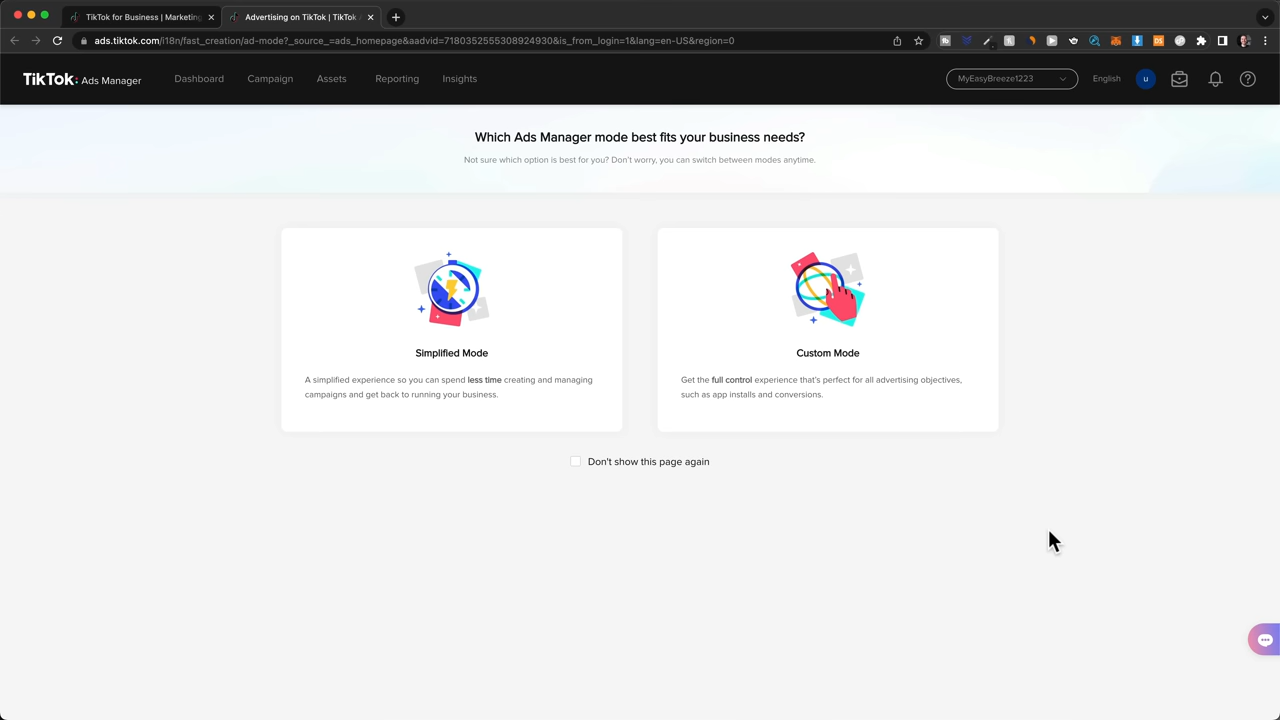 TikTok for Business | Marketing
Advertising on TikTok | TikTok A
ads.tiktok.com/i18n/fast_creation/ad-mode?_source_=ads_homepage&aadvid=7180352555308924930&is_from_login=1&lang=en-US&region=0
TikTok: Ads Manager
Dashboard
Campaign
Assets
Reporting
Insights
MyEasyBreeze1223
English
u
Which Ads Manager mode best fits your business needs?
Not sure which option is best for you? Don't worry, you can switch between modes anytime.
Simplified Mode
A simplified experience so you can spend less time creating and managing
campaigns and get back to running your business.
Custom Mode
Get the full control experience that's perfect for all advertising objectives,
such as app installs and conversions.
Don't show this page again